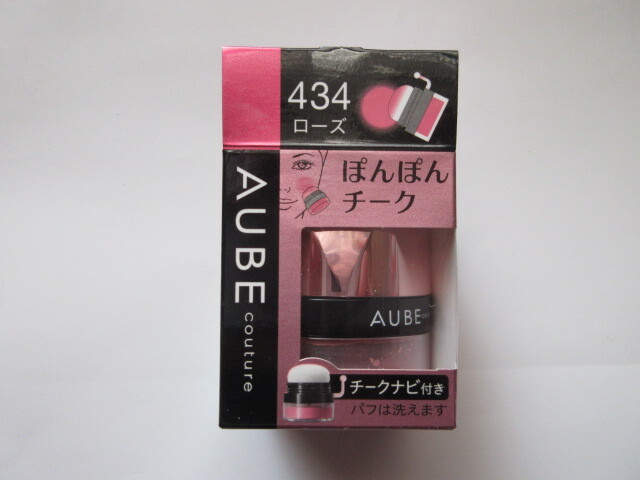 434
ローズ
ぽんぽん
チーク
AUBE couture
AUBE couture
チークナビ付き
パフは洗えます